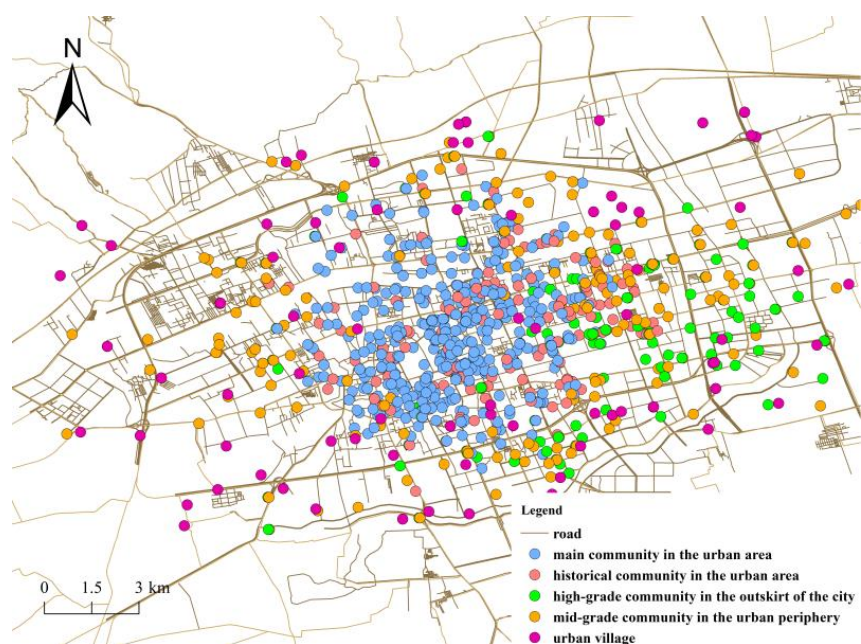 N
Legend
road
main community in the urban area
historical community in the urban area
high-grade community in the outskirt of the city
mid-grade community in the urban periphery
urban village
0 1.5 3 km